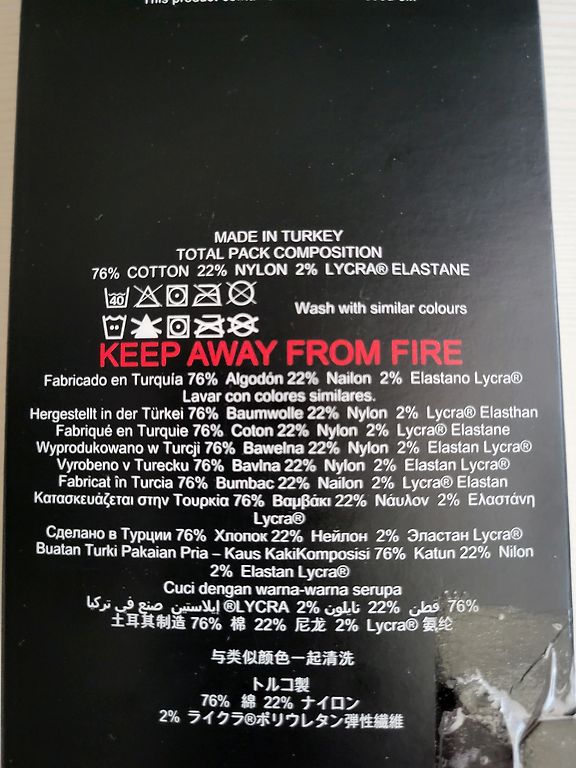 This product
MADE IN TURKEY
TOTAL PACK COMPOSITION
76% COTTON 22% NYLON 2% LYCRA® ELASTANE
40
Wash with similar colours
KEEP AWAY FROM FIRE
Fabricado en Turquía 76% Algodón 22% Nailon 2% Elastano Lycra®
Lavar con colores similares.
Hergestellt in der Türkei 76% Baumwolle 22% Nylon 2% Lycra® Elasthan
Fabriqué en Turquie 76% Coton 22% Nylon 2% Lycra® Elastane
Wyprodukowano w Turcji 76% Bawełna 22% Nylon 2% Elastan Lycra®
Vyrobeno v Turecku 76% Bavlna 22% Nylon 2% Elastan Lycra®
Fabricat în Turcia 76% Bumbac 22% Nailon 2% Lycra® Elastan
Κατασκευάζεται στην Τουρκία 76% Βαμβάκι 22% Νάυλον 2% Ελαστάνη
Lycra®
Сделано в Турции 76% Хлопок 22% Нейлон 2% Эластан Lycra®
Buatan Turki Pakaian Pria – Kaus KakiKomposisi 76% Katun 22% Nilon
2% Elastan Lycra®
Cuci dengan warna-warna serupa
76% قطن 22% نايلون 2% LYCRA® إيلاستين صنع في تركيا
土耳其制造 76% 棉 22% 尼龙 2% Lycra® 氨纶
与类似颜色一起清洗
トルコ製
76% 綿 22% ナイロン
2% ライクラ®ポリウレタン弾性繊維